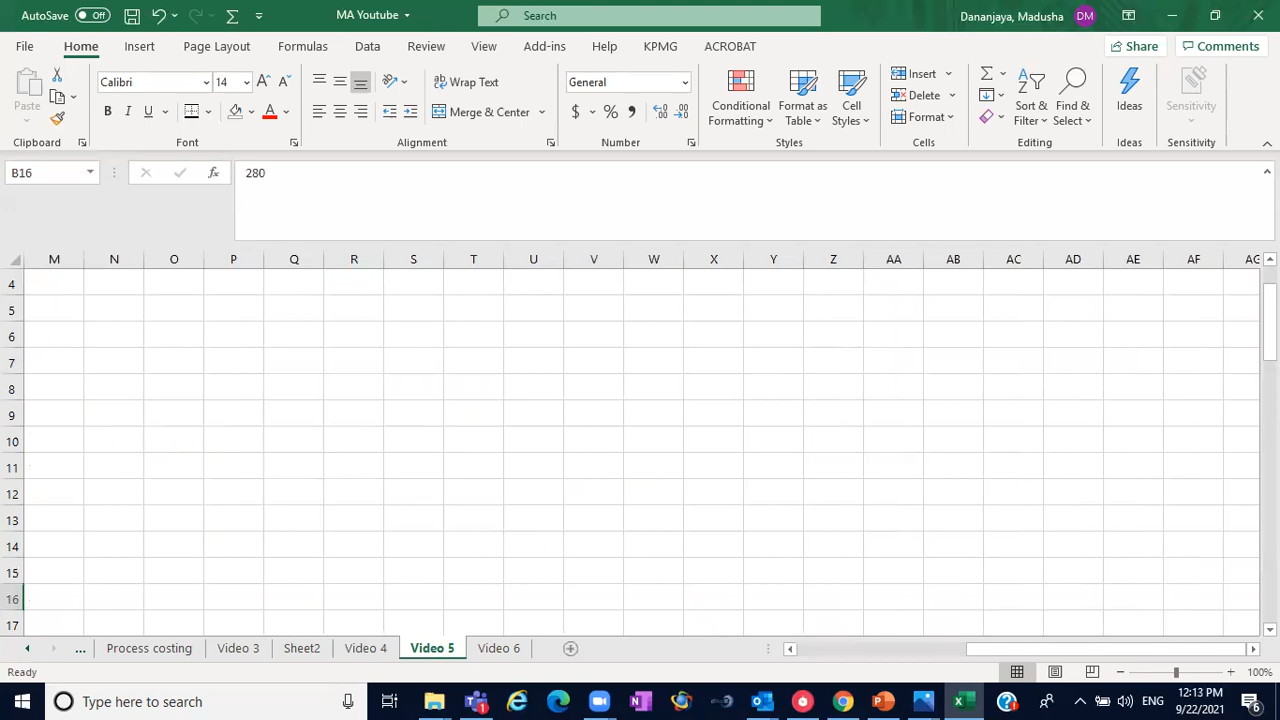 AutoSave Off MA Youtube Search Dananjaya, Madusha DM
File Home Insert Page Layout Formulas Data Review View Add-ins Help KPMG ACROBAT Share Comments
Paste Calibri 14 Wrap Text General Conditional Formatting Format as Table Cell Styles Insert Sort & Filter Find & Select Ideas Sensitivity
B I U Merge & Center $ % Delete
Format
Clipboard Font Alignment Number Styles Cells Editing Ideas Sensitivity
B16 fx 280
M N O P Q R S T U V W X Y Z AA AB AC AD AE AF AG
4
5
6
7
8
9
10
11
12
13
14
15
16
17
... Process costing Video 3 Sheet2 Video 4 Video 5 Video 6
Ready 100%
Type here to search ENG 12:13 PM
9/22/2021 6